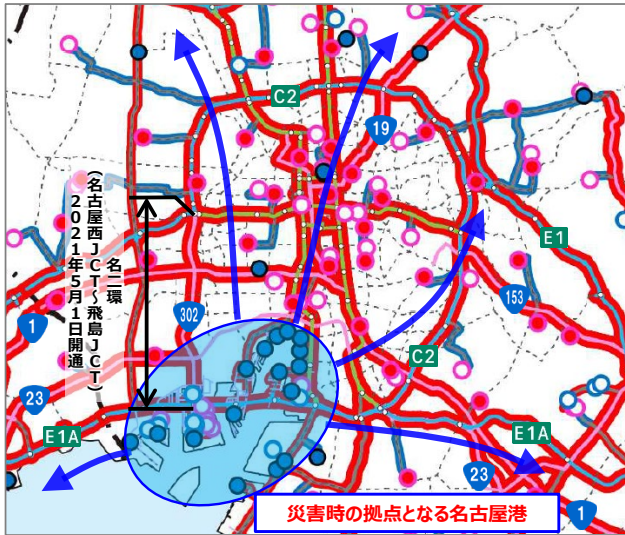 C2
19
E1
153
1
302
名二環
(名古屋西JCT～飛島JCT)
2021年5月1日開通
C2
23
E1A
E1A
23
1
災害時の拠点となる名古屋港